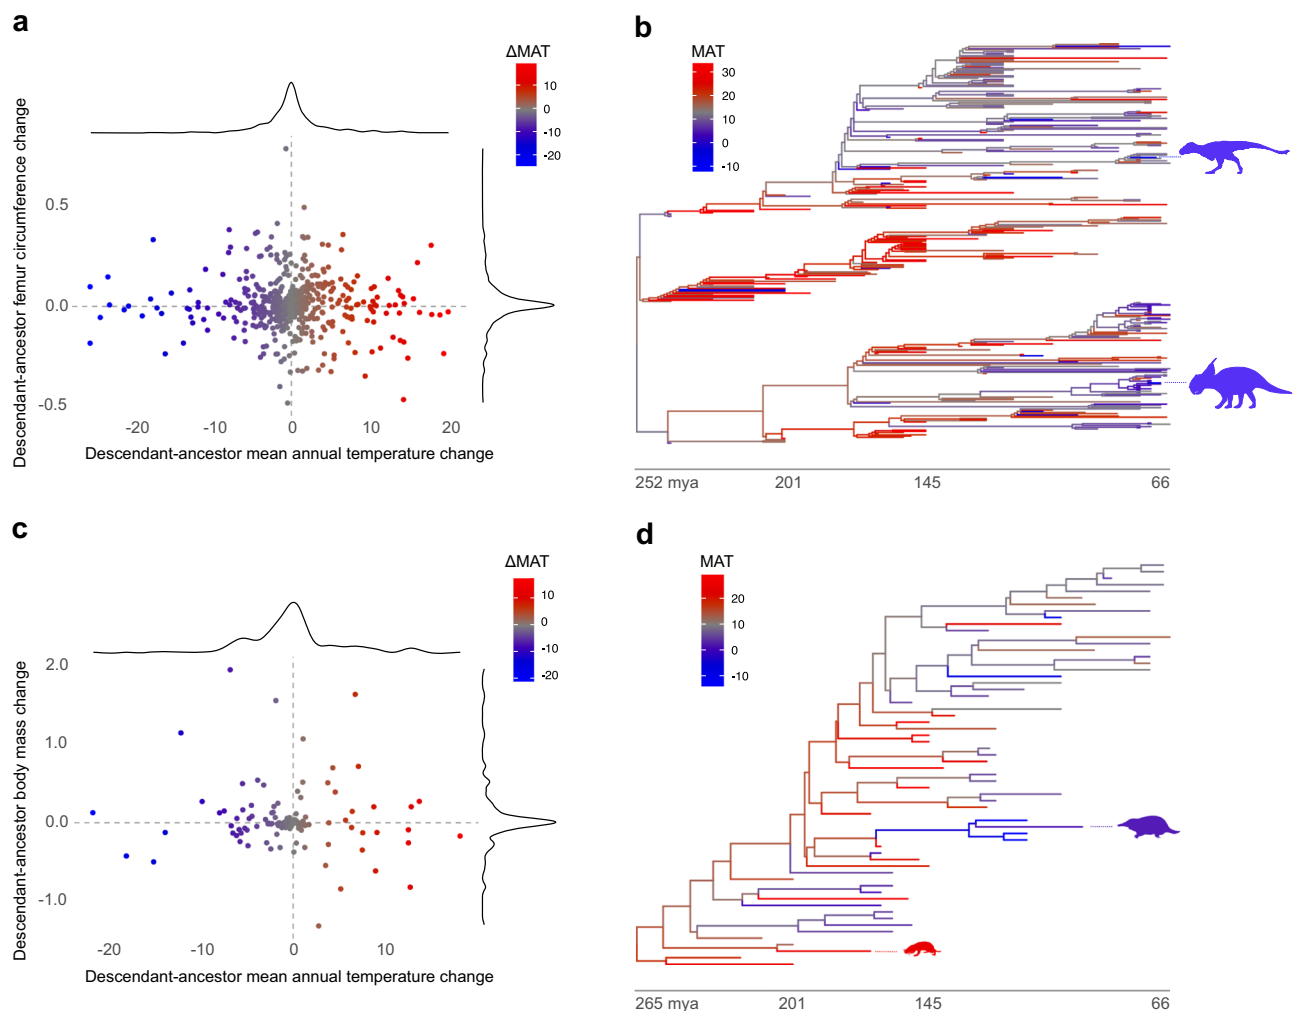 a
ΔMAT
10
0
-10
-20
Descendant-ancestor femur circumference change
0.5
0.0
-0.5
-20
-10
0
10
20
Descendant-ancestor mean annual temperature change
b
MAT
30
20
10
0
-10
252 mya
201
145
66
c
ΔMAT
10
0
-10
-20
Descendant-ancestor body mass change
2.0
1.0
0.0
-1.0
-20
-10
0
10
Descendant-ancestor mean annual temperature change
d
MAT
20
10
0
-10
265 mya
201
145
66